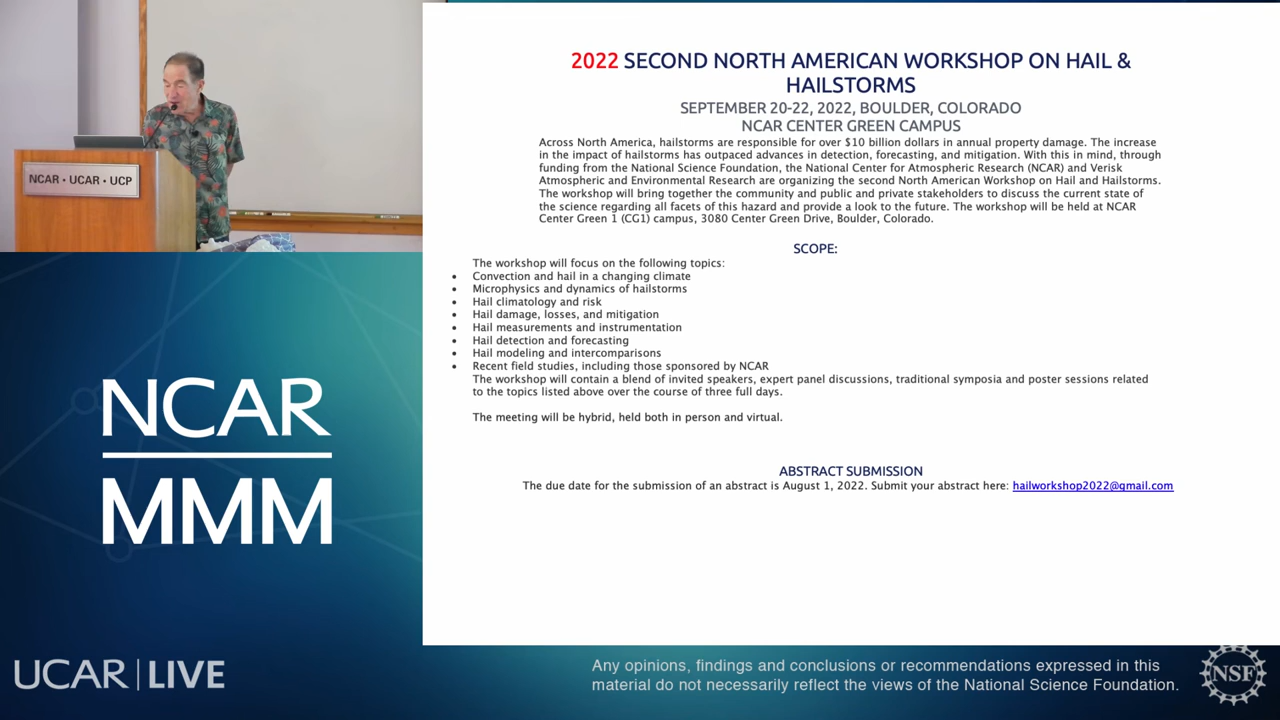 2022 SECOND NORTH AMERICAN WORKSHOP ON HAIL &
HAILSTORMS
SEPTEMBER 20-22, 2022, BOULDER, COLORADO
NCAR CENTER GREEN CAMPUS
Across North America, hailstorms are responsible for over $10 billion dollars in annual property damage. The increase
in the impact of hailstorms has outpaced advances in detection, forecasting, and mitigation. With this in mind, through
funding from the National Science Foundation, the National Center for Atmospheric Research (NCAR) and Verisk
Atmospheric and Environmental Research are organizing the second North American Workshop on Hail and Hailstorms.
The workshop will bring together the community and public and private stakeholders to discuss the current state of
the science regarding all facets of this hazard and provide a look to the future. The workshop will be held at NCAR
Center Green 1 (CG1) campus, 3080 Center Green Drive, Boulder, Colorado.
SCOPE:
The workshop will focus on the following topics:
• Convection and hail in a changing climate
• Microphysics and dynamics of hailstorms
• Hail climatology and risk
• Hail damage, losses, and mitigation
• Hail measurements and instrumentation
• Hail detection and forecasting
• Hail modeling and intercomparisons
• Recent field studies, including those sponsored by NCAR
The workshop will contain a blend of invited speakers, expert panel discussions, traditional symposia and poster sessions related
to the topics listed above over the course of three full days.
The meeting will be hybrid, held both in person and virtual.
ABSTRACT SUBMISSION
The due date for the submission of an abstract is August 1, 2022. Submit your abstract here: hailworkshop2022@gmail.com
NCAR • UCAR • UCP
NCAR
MMM
UCAR | LIVE
Any opinions, findings and conclusions or recommendations expressed in this
material do not necessarily reflect the views of the National Science Foundation.
NSF